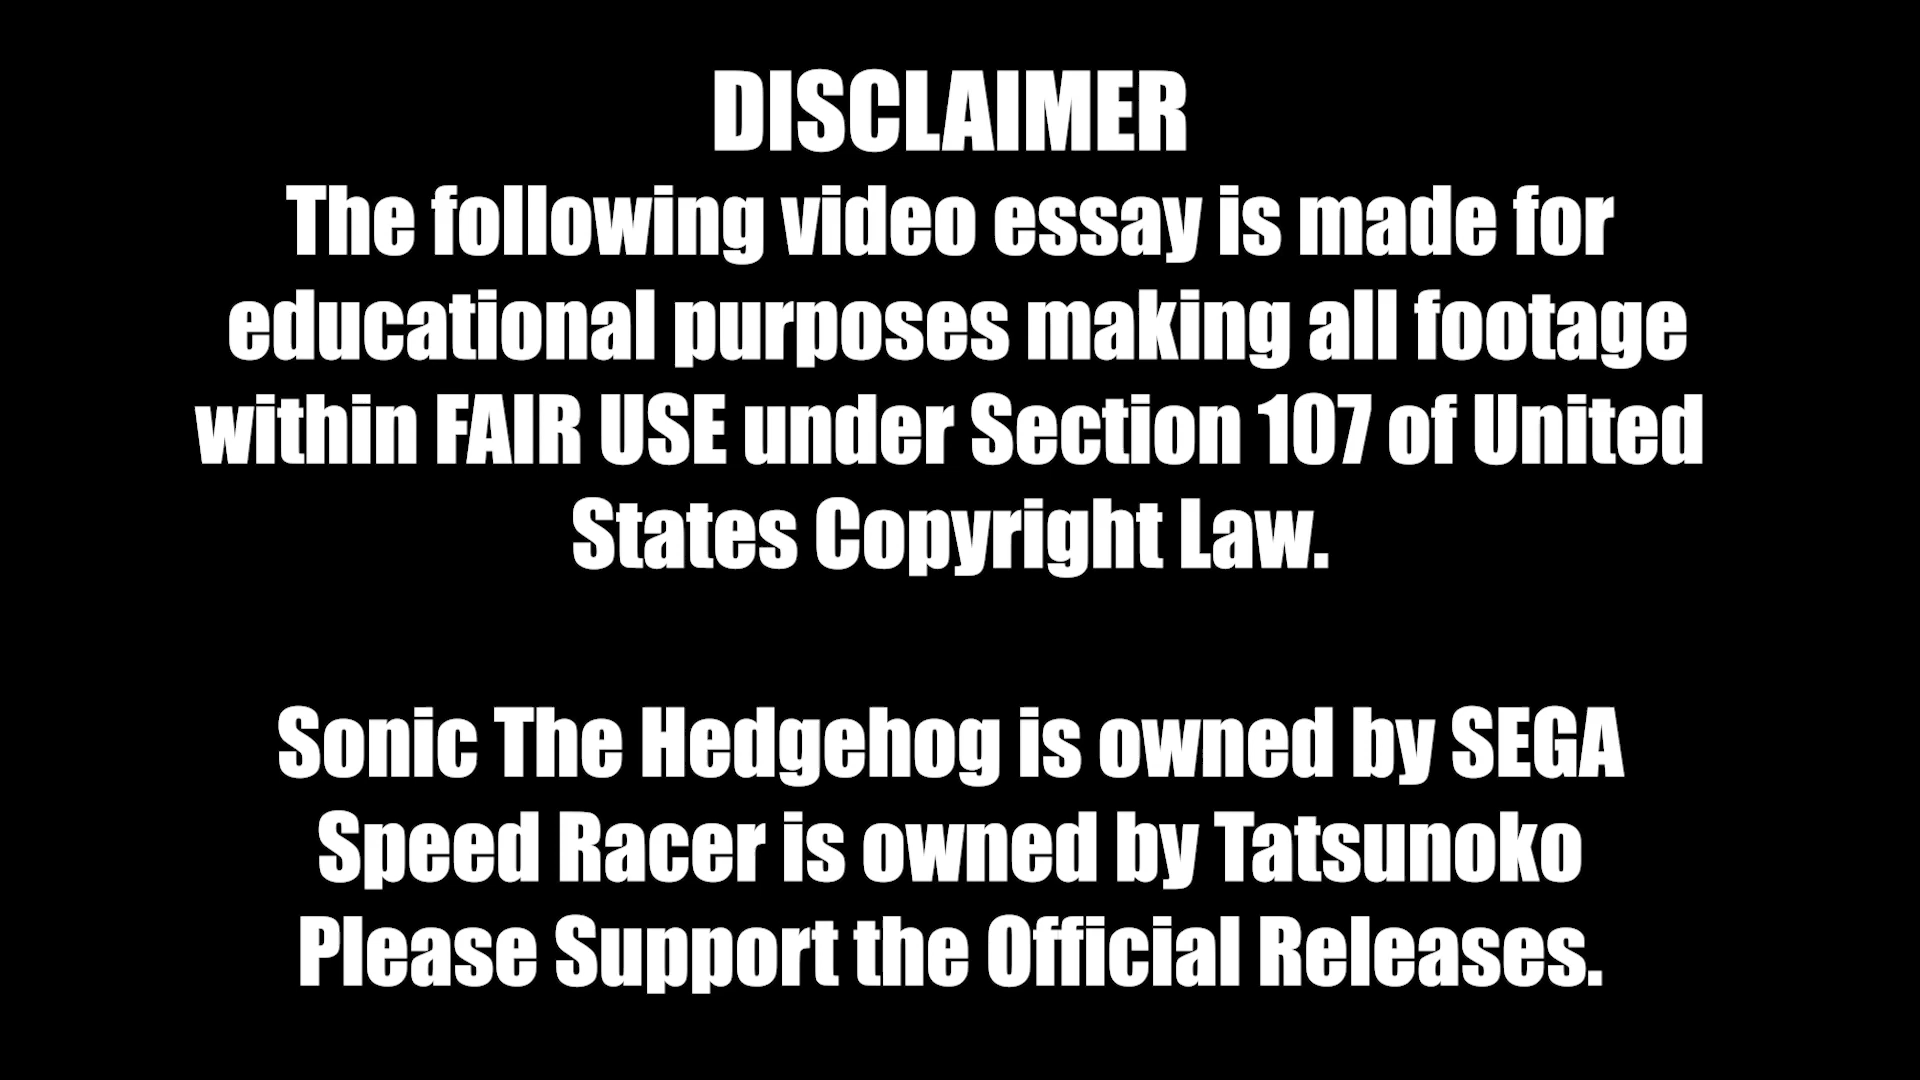 DISCLAIMER
The following video essay is made for
educational purposes making all footage
within FAIR USE under Section 107 of United
States Copyright Law.
Sonic The Hedgehog is owned by SEGA
Speed Racer is owned by Tatsunoko
Please Support the Official Releases.